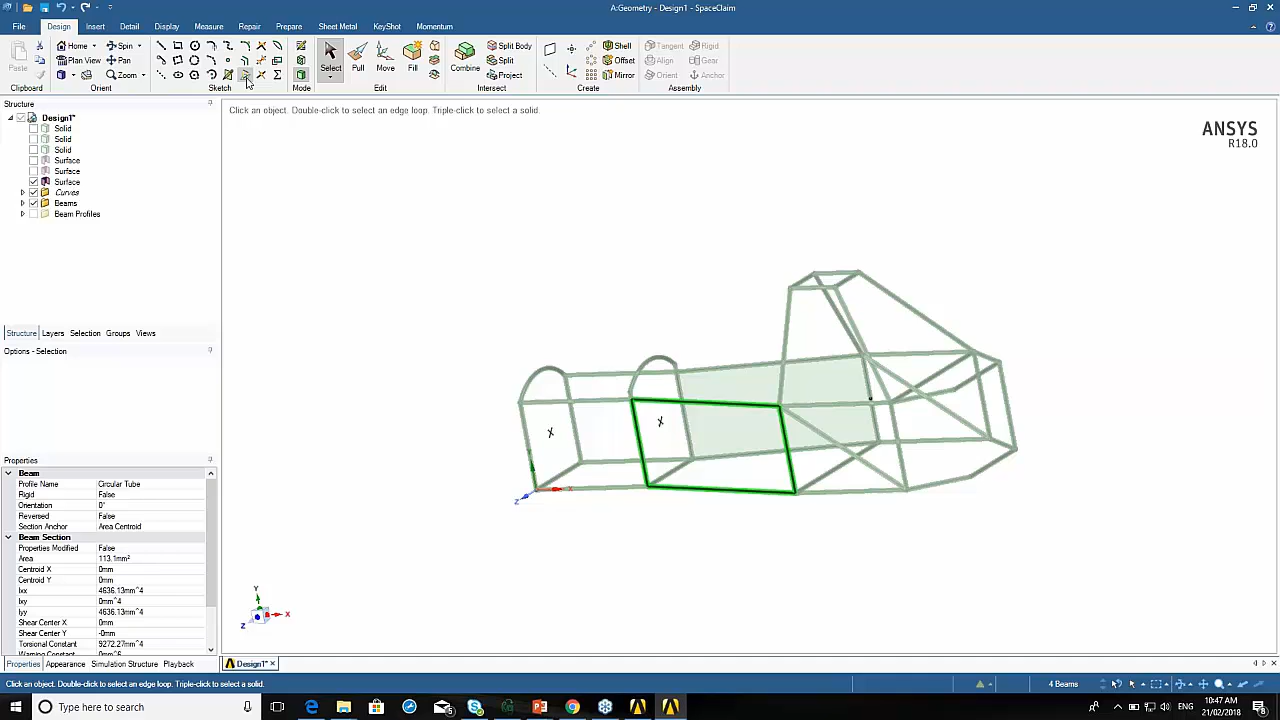 A:Geometry - Design1* - SpaceClaim
File Design Insert Detail Display Measure Repair Prepare Sheet Metal KeyShot Momentum
Paste
Home Spin
Plan View Pan
Zoom
Select Pull Move Fill
Combine
Split Body
Split
Project
Shell
Offset
Mirror
Tangent Rigid
Align Gear
Orient Anchor
Clipboard Orient Sketch Mode Edit Intersect Create Assembly
Structure
Design1*
Solid
Solid
Solid
Surface
Surface
Surface
Curves
Beams
Beam Profiles
Structure Layers Selection Groups Views
Options - Selection
Properties
Beam
Profile Name Circular Tube
Rigid False
Orientation 0°
Reversed False
Section Anchor Area Centroid
Beam Section
Properties Modified False
Area 113.1mm²
Centroid X 0mm
Centroid Y 0mm
Ixx 4636.13mm^4
Ixy 0mm^4
Iyy 4636.13mm^4
Shear Center X 0mm
Shear Center Y -0mm
Torsional Constant 9272.27mm^4
Warping Constant 0mm^6
Properties Appearance Simulation Structure Playback
Click an object. Double-click to select an edge loop. Triple-click to select a solid.
ANSYS
R18.0
X
X
X
Z
Y
X
Z
Design1*
Click an object. Double-click to select an edge loop. Triple-click to select a solid.
4 Beams
Type here to search
ENG
10:47 AM
21/02/2018